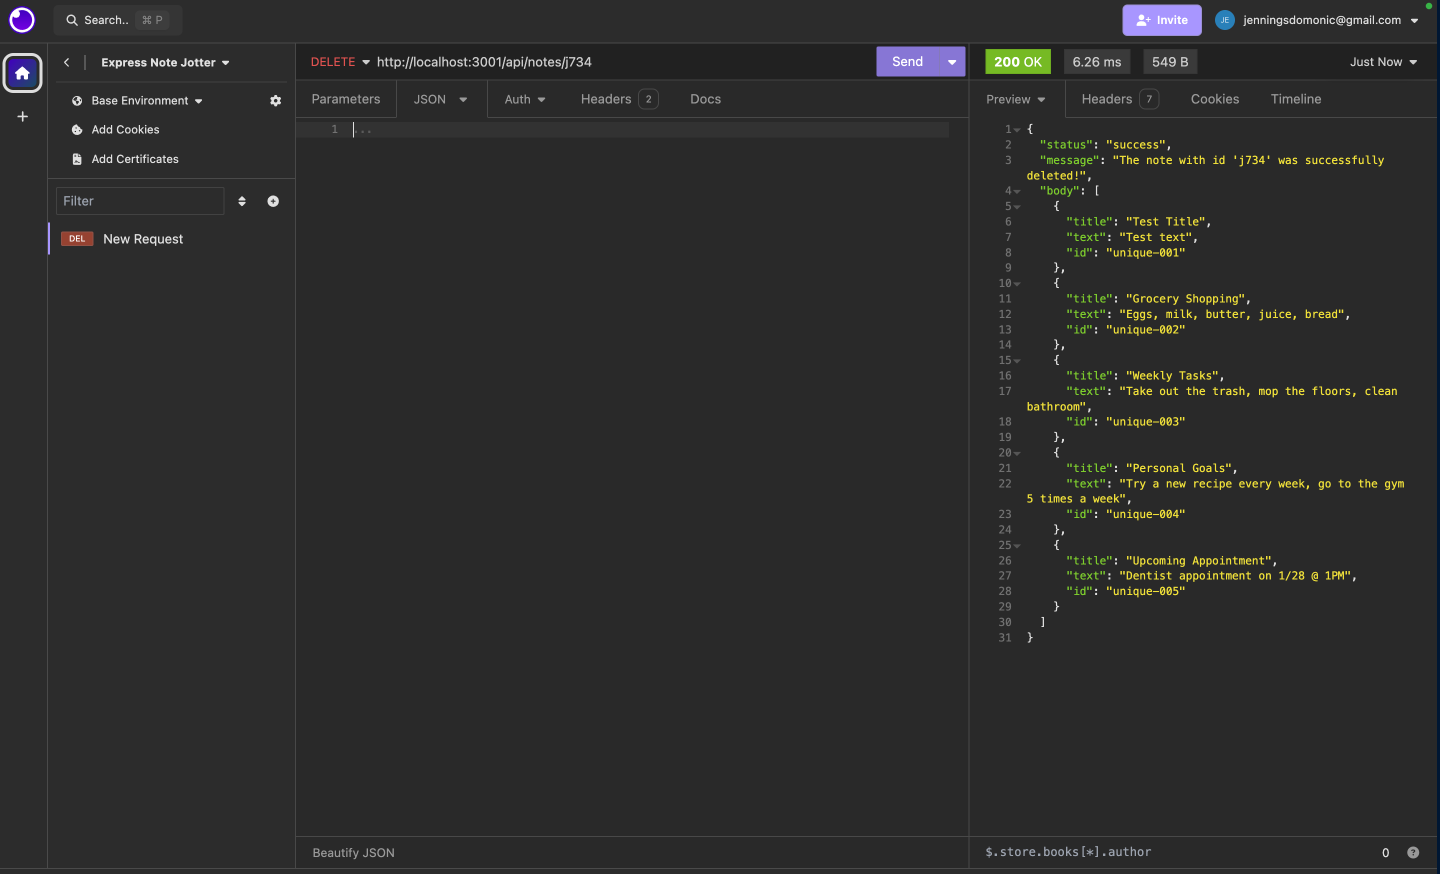 Search.. ⌘ P
Invite
JE jenningsdomonic@gmail.com
Express Note Jotter
Base Environment
Add Cookies
Add Certificates
Filter
DEL New Request
DELETE http://localhost:3001/api/notes/j734 Send
Parameters JSON Auth Headers 2 Docs
1 ...
Beautify JSON
200 OK 6.26 ms 549 B Just Now
Preview Headers 7 Cookies Timeline
1 {
2 "status": "success",
3 "message": "The note with id 'j734' was successfully
deleted!",
4 "body": [
5 {
6 "title": "Test Title",
7 "text": "Test text",
8 "id": "unique-001"
9 },
10 {
11 "title": "Grocery Shopping",
12 "text": "Eggs, milk, butter, juice, bread",
13 "id": "unique-002"
14 },
15 {
16 "title": "Weekly Tasks",
17 "text": "Take out the trash, mop the floors, clean
bathroom",
18 "id": "unique-003"
19 },
20 {
21 "title": "Personal Goals",
22 "text": "Try a new recipe every week, go to the gym
5 times a week",
23 "id": "unique-004"
24 },
25 {
26 "title": "Upcoming Appointment",
27 "text": "Dentist appointment on 1/28 @ 1PM",
28 "id": "unique-005"
29 }
30 ]
31 }
$.store.books[*].author 0 ?